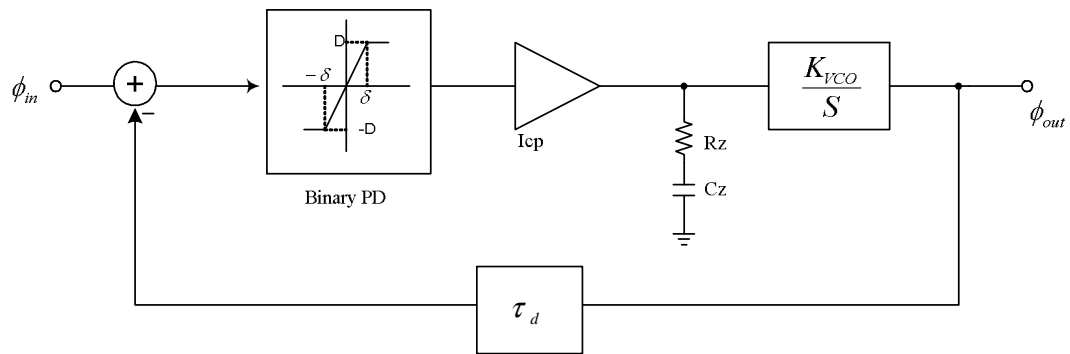 D
-δ
δ
-D
Binary PD
ϕin
+
−
Icp
Rz
Cz
KVCO
S
ϕout
τd